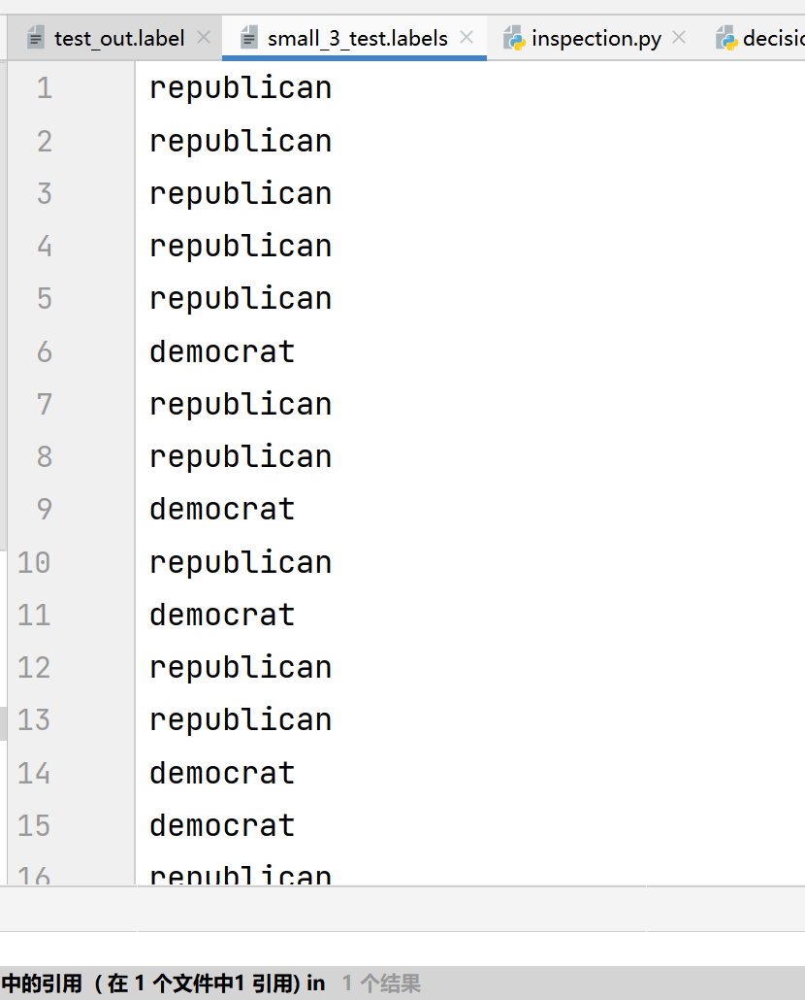 test_out.label small_3_test.labels inspection.py decisio
1 republican
2 republican
3 republican
4 republican
5 republican
6 democrat
7 republican
8 republican
9 democrat
10 republican
11 democrat
12 republican
13 republican
14 democrat
15 democrat
16 republican
中的引用 ( 在 1 个文件中1 引用) in 1 个结果